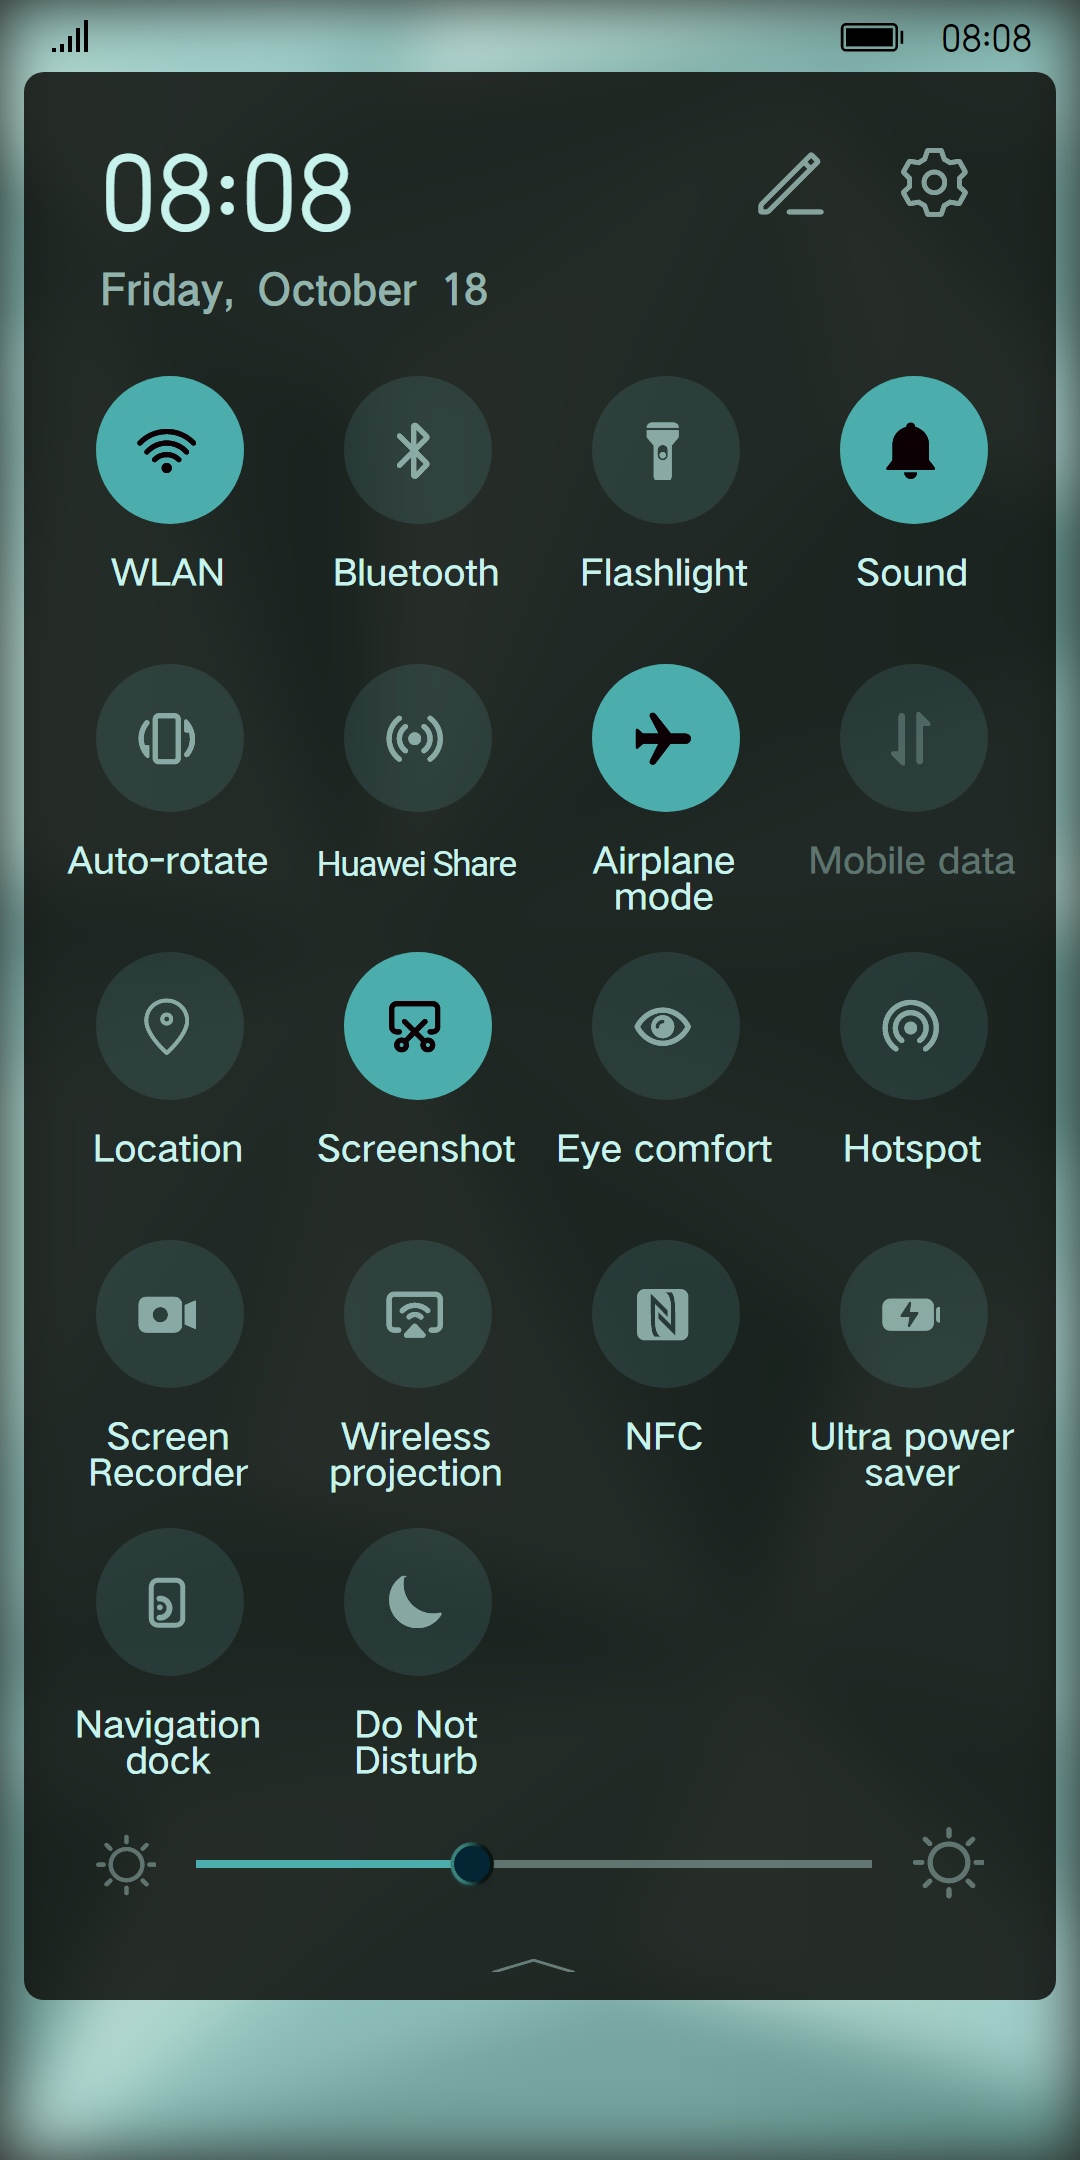 08:08
08:08
Friday, October 18
WLAN Bluetooth Flashlight Sound
Auto-rotate Huawei Share Airplane mode Mobile data
Location Screenshot Eye comfort Hotspot
Screen Recorder Wireless projection NFC Ultra power saver
Navigation dock Do Not Disturb